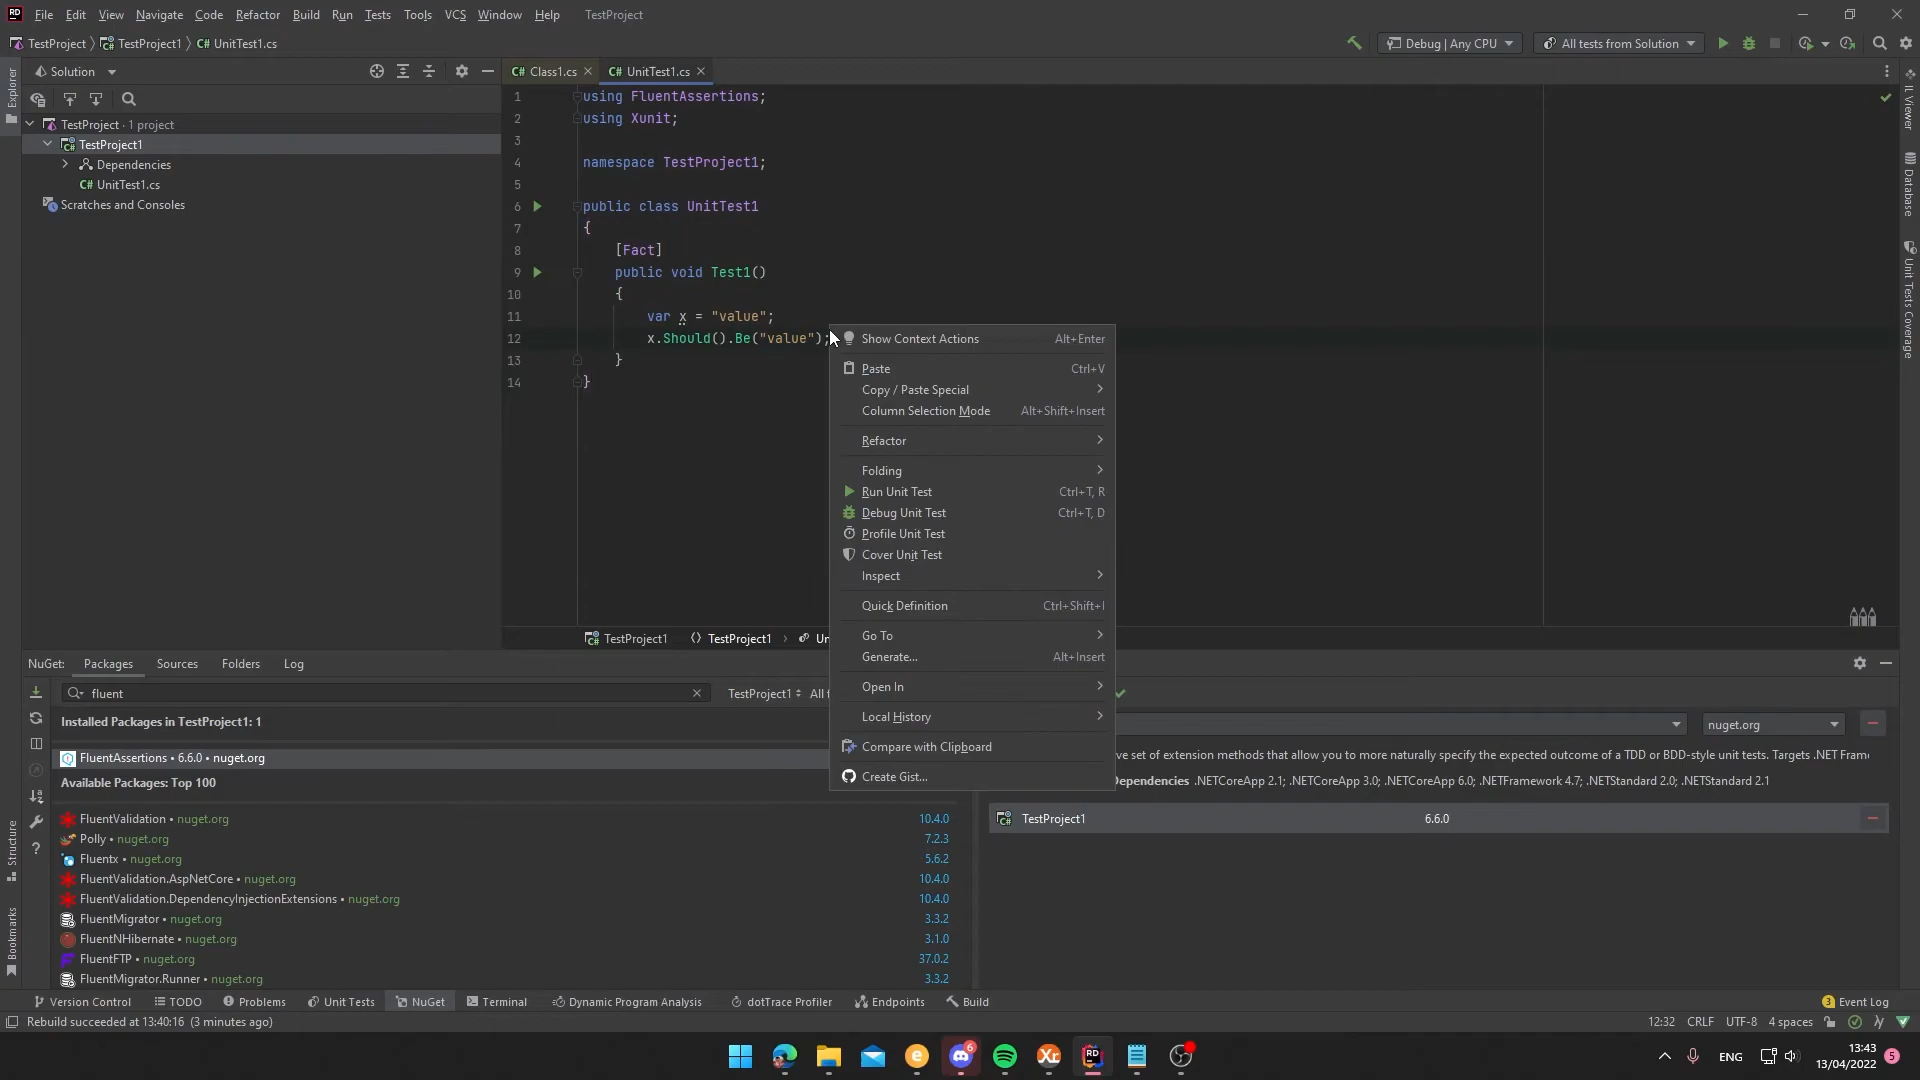 File Edit View Navigate Code Refactor Build Run Tests Tools VCS Window Help TestProject
TestProject TestProject1 C# UnitTest1.cs
Debug | Any CPU
All tests from Solution
Solution
C# Class1.cs
C# UnitTest1.cs
TestProject · 1 project
TestProject1
Dependencies
C# UnitTest1.cs
Scratches and Consoles
1 using FluentAssertions;
2 using Xunit;
3
4 namespace TestProject1;
5
6 public class UnitTest1
7 {
8 [Fact]
9 public void Test1()
10 {
11 var x = "value";
12 x.Should().Be("value");
13 }
14 }
Show Context Actions Alt+Enter
Paste Ctrl+V
Copy / Paste Special
Column Selection Mode Alt+Shift+Insert
Refactor
Folding
Run Unit Test Ctrl+T, R
Debug Unit Test Ctrl+T, D
Profile Unit Test
Cover Unit Test
Inspect
Quick Definition Ctrl+Shift+I
Go To
Generate... Alt+Insert
Open In
Local History
Compare with Clipboard
Create Gist...
Explorer
Structure
Bookmarks
IL Viewer
Database
Unit Tests Coverage
TestProject1 TestProject1 Un
NuGet: Packages Sources Folders Log
fluent
TestProject1 All f
Installed Packages in TestProject1: 1
FluentAssertions • 6.6.0 • nuget.org
Available Packages: Top 100
FluentValidation • nuget.org 10.4.0
Polly • nuget.org 7.2.3
Fluentx • nuget.org 5.6.2
FluentValidation.AspNetCore • nuget.org 10.4.0
FluentValidation.DependencyInjectionExtensions • nuget.org 10.4.0
FluentMigrator • nuget.org 3.3.2
FluentNHibernate • nuget.org 3.1.0
FluentFTP • nuget.org 37.0.2
FluentMigrator.Runner • nuget.org 3.3.2
nuget.org
ve set of extension methods that allow you to more naturally specify the expected outcome of a TDD or BDD-style unit tests. Targets .NET Frame
Dependencies .NETCoreApp 2.1; .NETCoreApp 3.0; .NETCoreApp 6.0; .NETFramework 4.7; .NETStandard 2.0; .NETStandard 2.1
TestProject1 6.6.0
Version Control TODO Problems Unit Tests NuGet Terminal Dynamic Program Analysis dotTrace Profiler Endpoints Build
3 Event Log
Rebuild succeeded at 13:40:16 (3 minutes ago)
12:32 CRLF UTF-8 4 spaces
ENG
13:43
13/04/2022
5